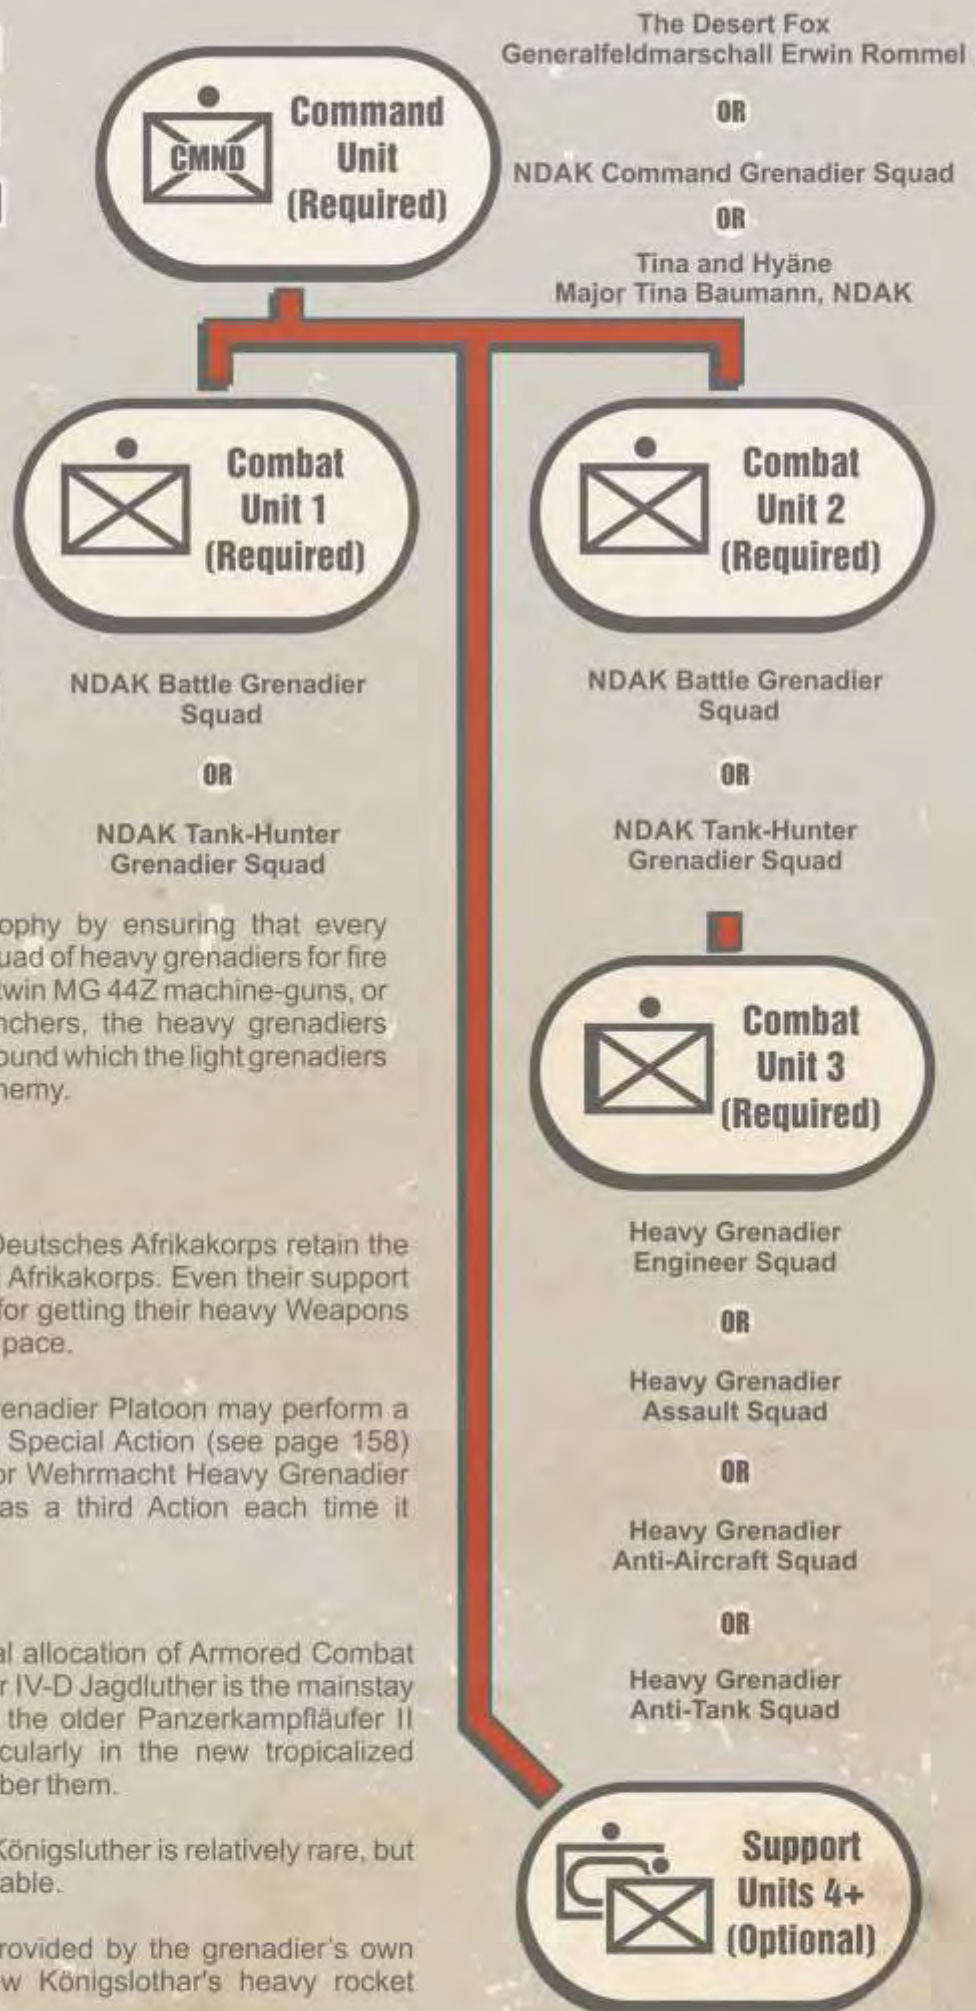 The Desert Fox
Generalfeldmarschall Erwin Rommel
OR
NDAK Command Grenadier Squad
OR
Tina and Hyäne
Major Tina Baumann, NDAK
CMND
Command
Unit
(Required)
Combat
Unit 1
(Required)
NDAK Battle Grenadier
Squad
OR
NDAK Tank-Hunter
Grenadier Squad
Combat
Unit 2
(Required)
NDAK Battle Grenadier
Squad
OR
NDAK Tank-Hunter
Grenadier Squad
Combat
Unit 3
(Required)
Heavy Grenadier
Engineer Squad
OR
Heavy Grenadier
Assault Squad
OR
Heavy Grenadier
Anti-Aircraft Squad
OR
Heavy Grenadier
Anti-Tank Squad
Support
Units 4+
(Optional)
ophy by ensuring that every
uad of heavy grenadiers for fire
twin MG 44Z machine-guns, or
nchers, the heavy grenadiers
ound which the light grenadiers
nemy.
Deutsches Afrikakorps retain the
Afrikakorps. Even their support
for getting their heavy Weapons
pace.
renadier Platoon may perform a
Special Action (see page 158)
or Wehrmacht Heavy Grenadier
as a third Action each time it
al allocation of Armored Combat
r IV-D Jagdluther is the mainstay
the older Panzerkampfläufer II
cularly in the new tropicalized
ber them.
Königsluther is relatively rare, but
able.
rovided by the grenadier's own
w Königslothar's heavy rocket